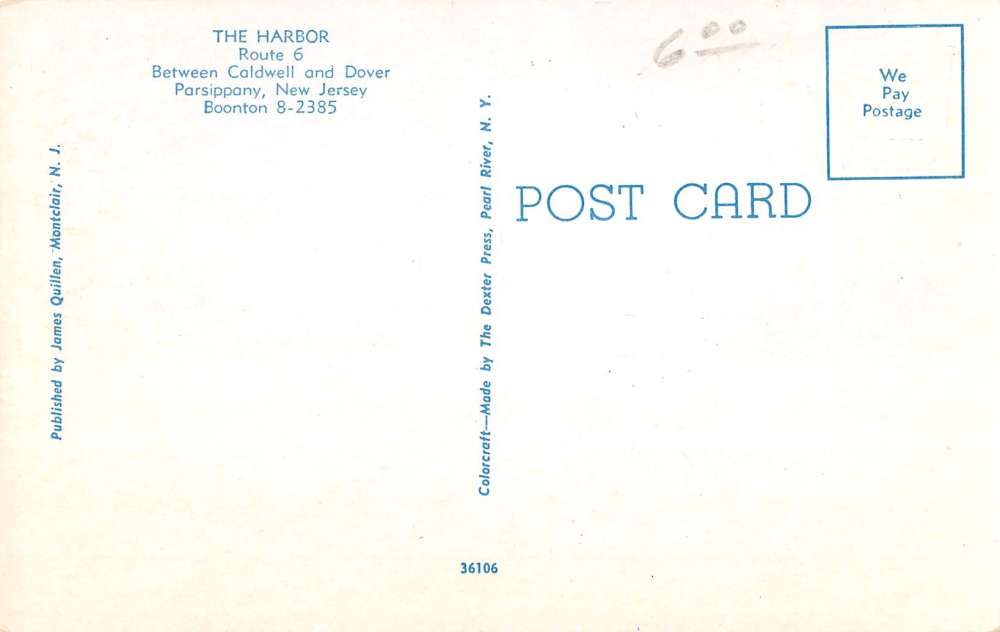 THE HARBOR
Route 6
Between Caldwell and Dover
Parsippany, New Jersey
Boonton 8-2385
Published by James Quillen, Montclair, N. J.
Colorcraft—Made by The Dexter Press, Pearl River, N. Y.
600
We
Pay
Postage
POST CARD
36106